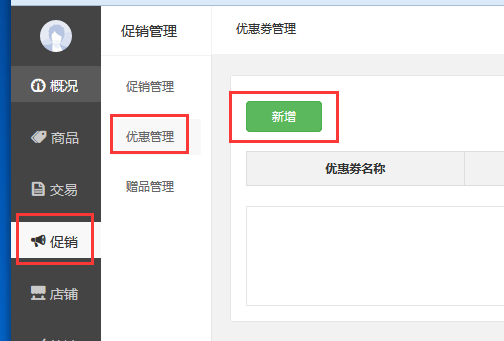 概况
商品
交易
促销
店铺
促销管理
促销管理
优惠管理
赠品管理
优惠券管理
新增
优惠券名称